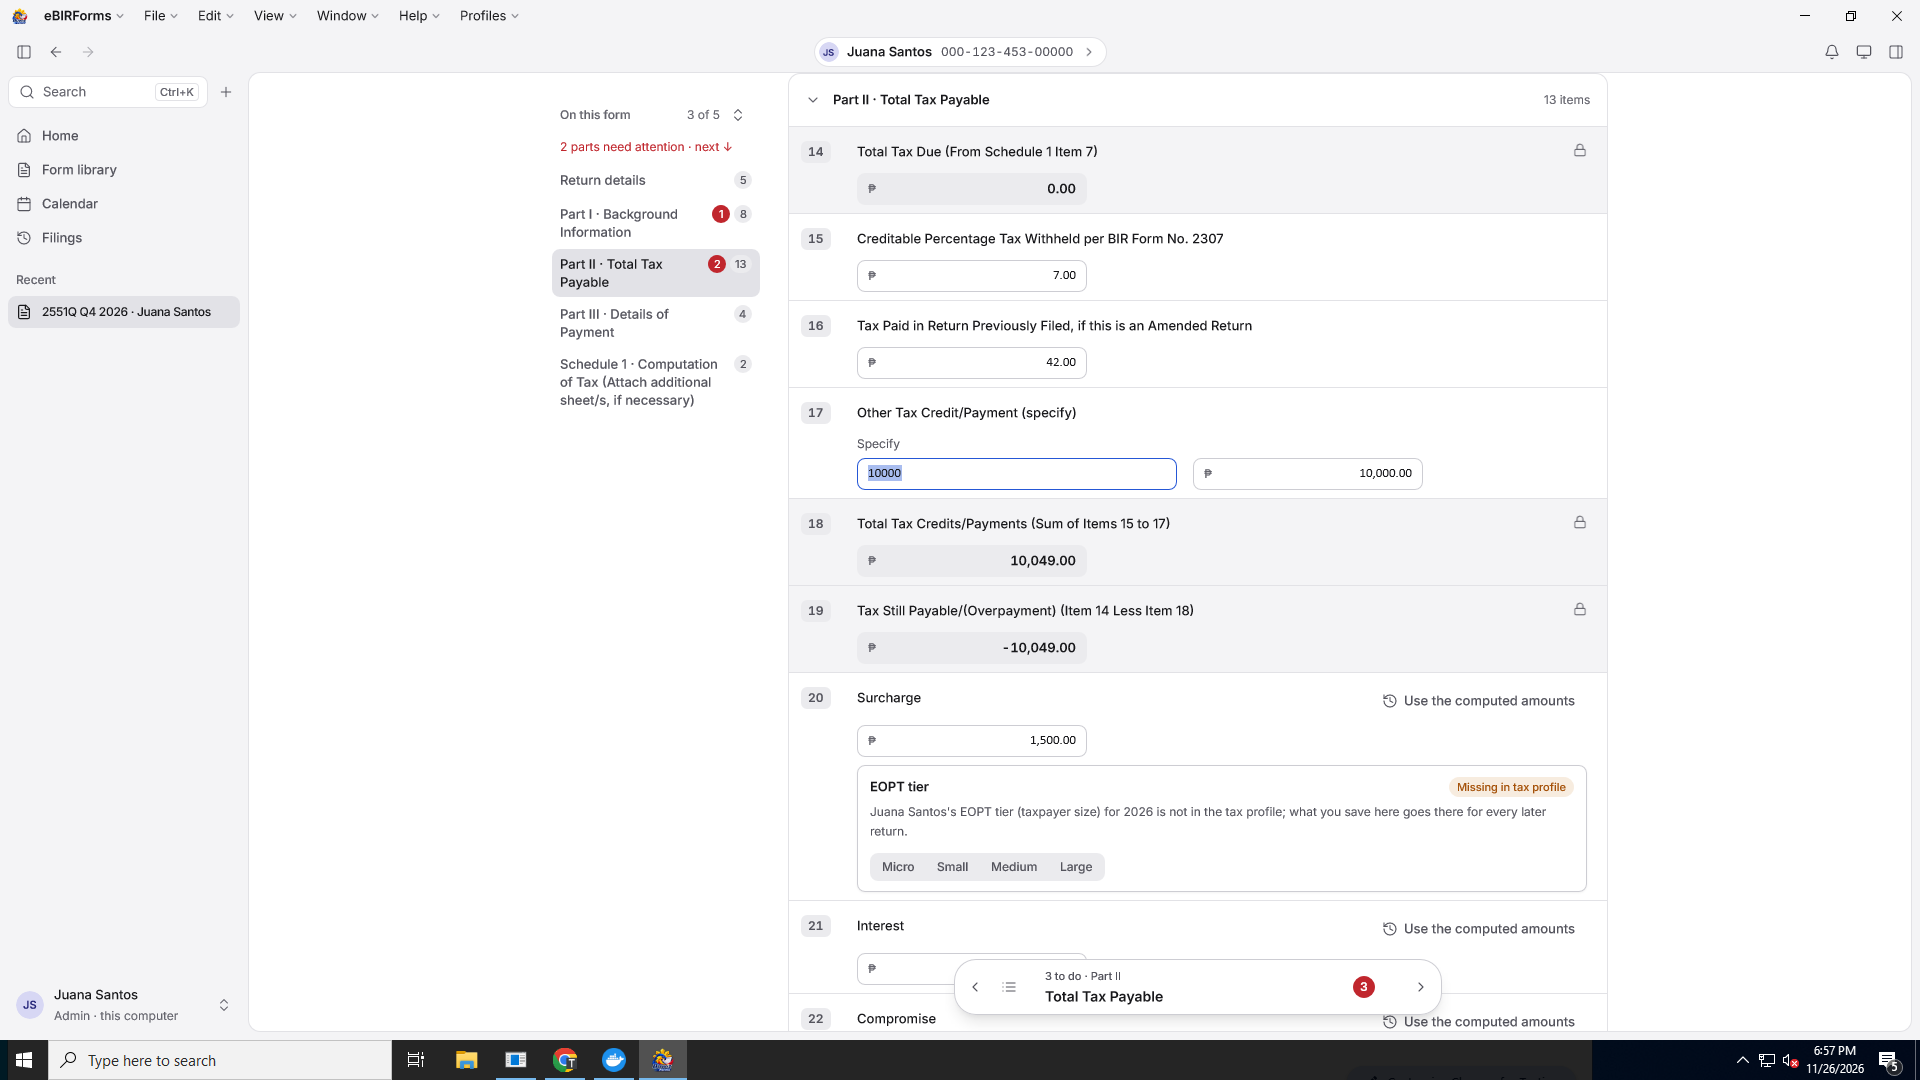 eBIRForms
File
Edit
View
Window
Help
Profiles
JS Juana Santos 000-123-453-00000
Search Ctrl+K
Home
Form library
Calendar
Filings
Recent
2551Q Q4 2026 · Juana Santos
On this form 3 of 5
2 parts need attention · next ↓
Return details 5
Part I · Background 1 8
Information
Part II · Total Tax 2 13
Payable
Part III · Details of 4
Payment
Schedule 1 · Computation 2
of Tax (Attach additional
sheet/s, if necessary)
Part II · Total Tax Payable 13 items
14 Total Tax Due (From Schedule 1 Item 7)
₱ 0.00
15 Creditable Percentage Tax Withheld per BIR Form No. 2307
₱ 7.00
16 Tax Paid in Return Previously Filed, if this is an Amended Return
₱ 42.00
17 Other Tax Credit/Payment (specify)
Specify
10000 ₱ 10,000.00
18 Total Tax Credits/Payments (Sum of Items 15 to 17)
₱ 10,049.00
19 Tax Still Payable/(Overpayment) (Item 14 Less Item 18)
₱ -10,049.00
20 Surcharge Use the computed amounts
₱ 1,500.00
EOPT tier Missing in tax profile
Juana Santos's EOPT tier (taxpayer size) for 2026 is not in the tax profile; what you save here goes there for every later
return.
Micro Small Medium Large
21 Interest Use the computed amounts
₱
3 to do · Part II
Total Tax Payable 3
22 Compromise Use the computed amounts
JS Juana Santos
Admin · this computer
Type here to search
6:57 PM
11/26/2026
5